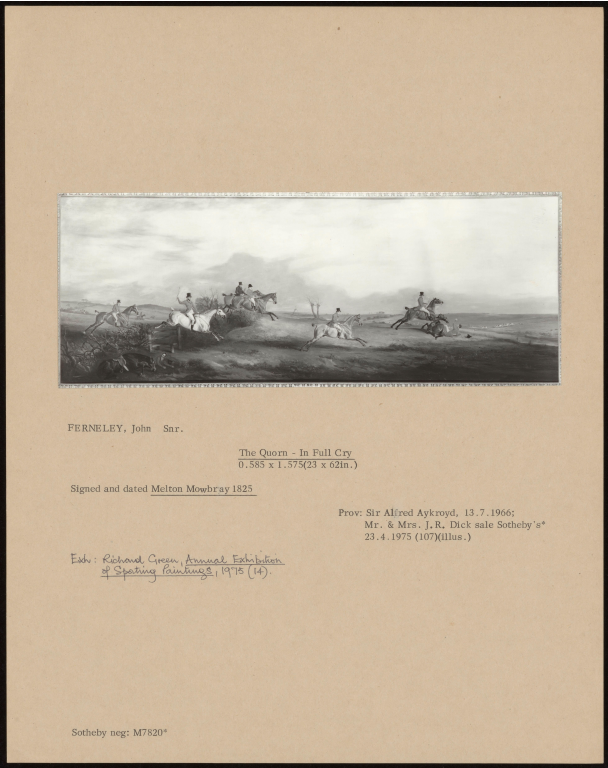 FERNELEY, John Snr.
The Quorn - In Full Cry
0.585 x 1.575(23 x 62in.)
Signed and dated Melton Mowbray 1825
Prov: Sir Alfred Aykroyd, 13.7.1966;
Mr. & Mrs. J.R. Dick sale Sotheby's*
23.4.1975 (107)(illus.)
Exh: Richard Green, Annual Exhibition
of Sporting Paintings, 1975 (14).
Sotheby neg: M7820*